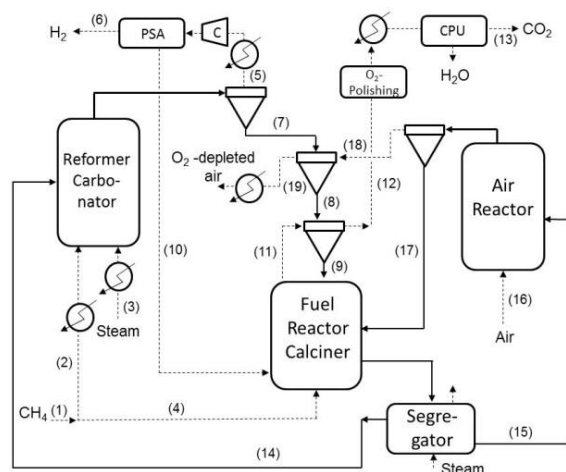 (6)
H₂
PSA
C
(5)
CPU
(13)
CO₂
H₂O
O₂-
Polishing
(7)
Reformer
Carbo-
nator
O₂ -depleted
air
(18)
(19)
(12)
Air
Reactor
(8)
(10)
(11)
(9)
(17)
(3)
Steam
(16)
Air
Fuel
Reactor
Calciner
(2)
CH₄ (1)
(4)
(14)
Segre-
gator
(15)
Steam